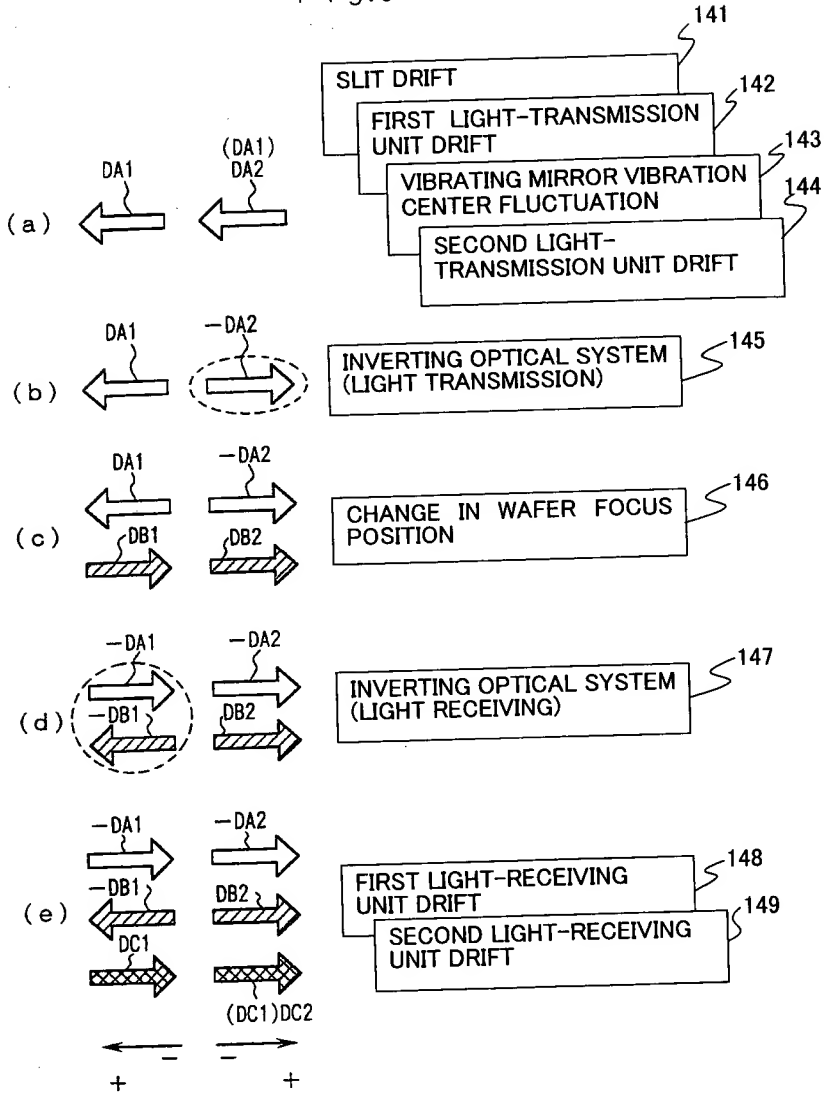 141
SLIT DRIFT
142
FIRST LIGHT-TRANSMISSION
UNIT DRIFT
143
VIBRATING MIRROR VIBRATION
CENTER FLUCTUATION
144
SECOND LIGHT-
TRANSMISSION UNIT DRIFT
(a)
DA1
(DA1)
DA2
(b)
DA1
−DA2
INVERTING OPTICAL SYSTEM
(LIGHT TRANSMISSION)
145
(c)
DA1
−DA2
DB1
DB2
CHANGE IN WAFER FOCUS
POSITION
146
(d)
−DA1
−DA2
−DB1
DB2
INVERTING OPTICAL SYSTEM
(LIGHT RECEIVING)
147
(e)
−DA1
−DA2
−DB1
DB2
DC1
(DC1)DC2
FIRST LIGHT-RECEIVING
UNIT DRIFT
148
SECOND LIGHT-RECEIVING
UNIT DRIFT
149
− −
+ +